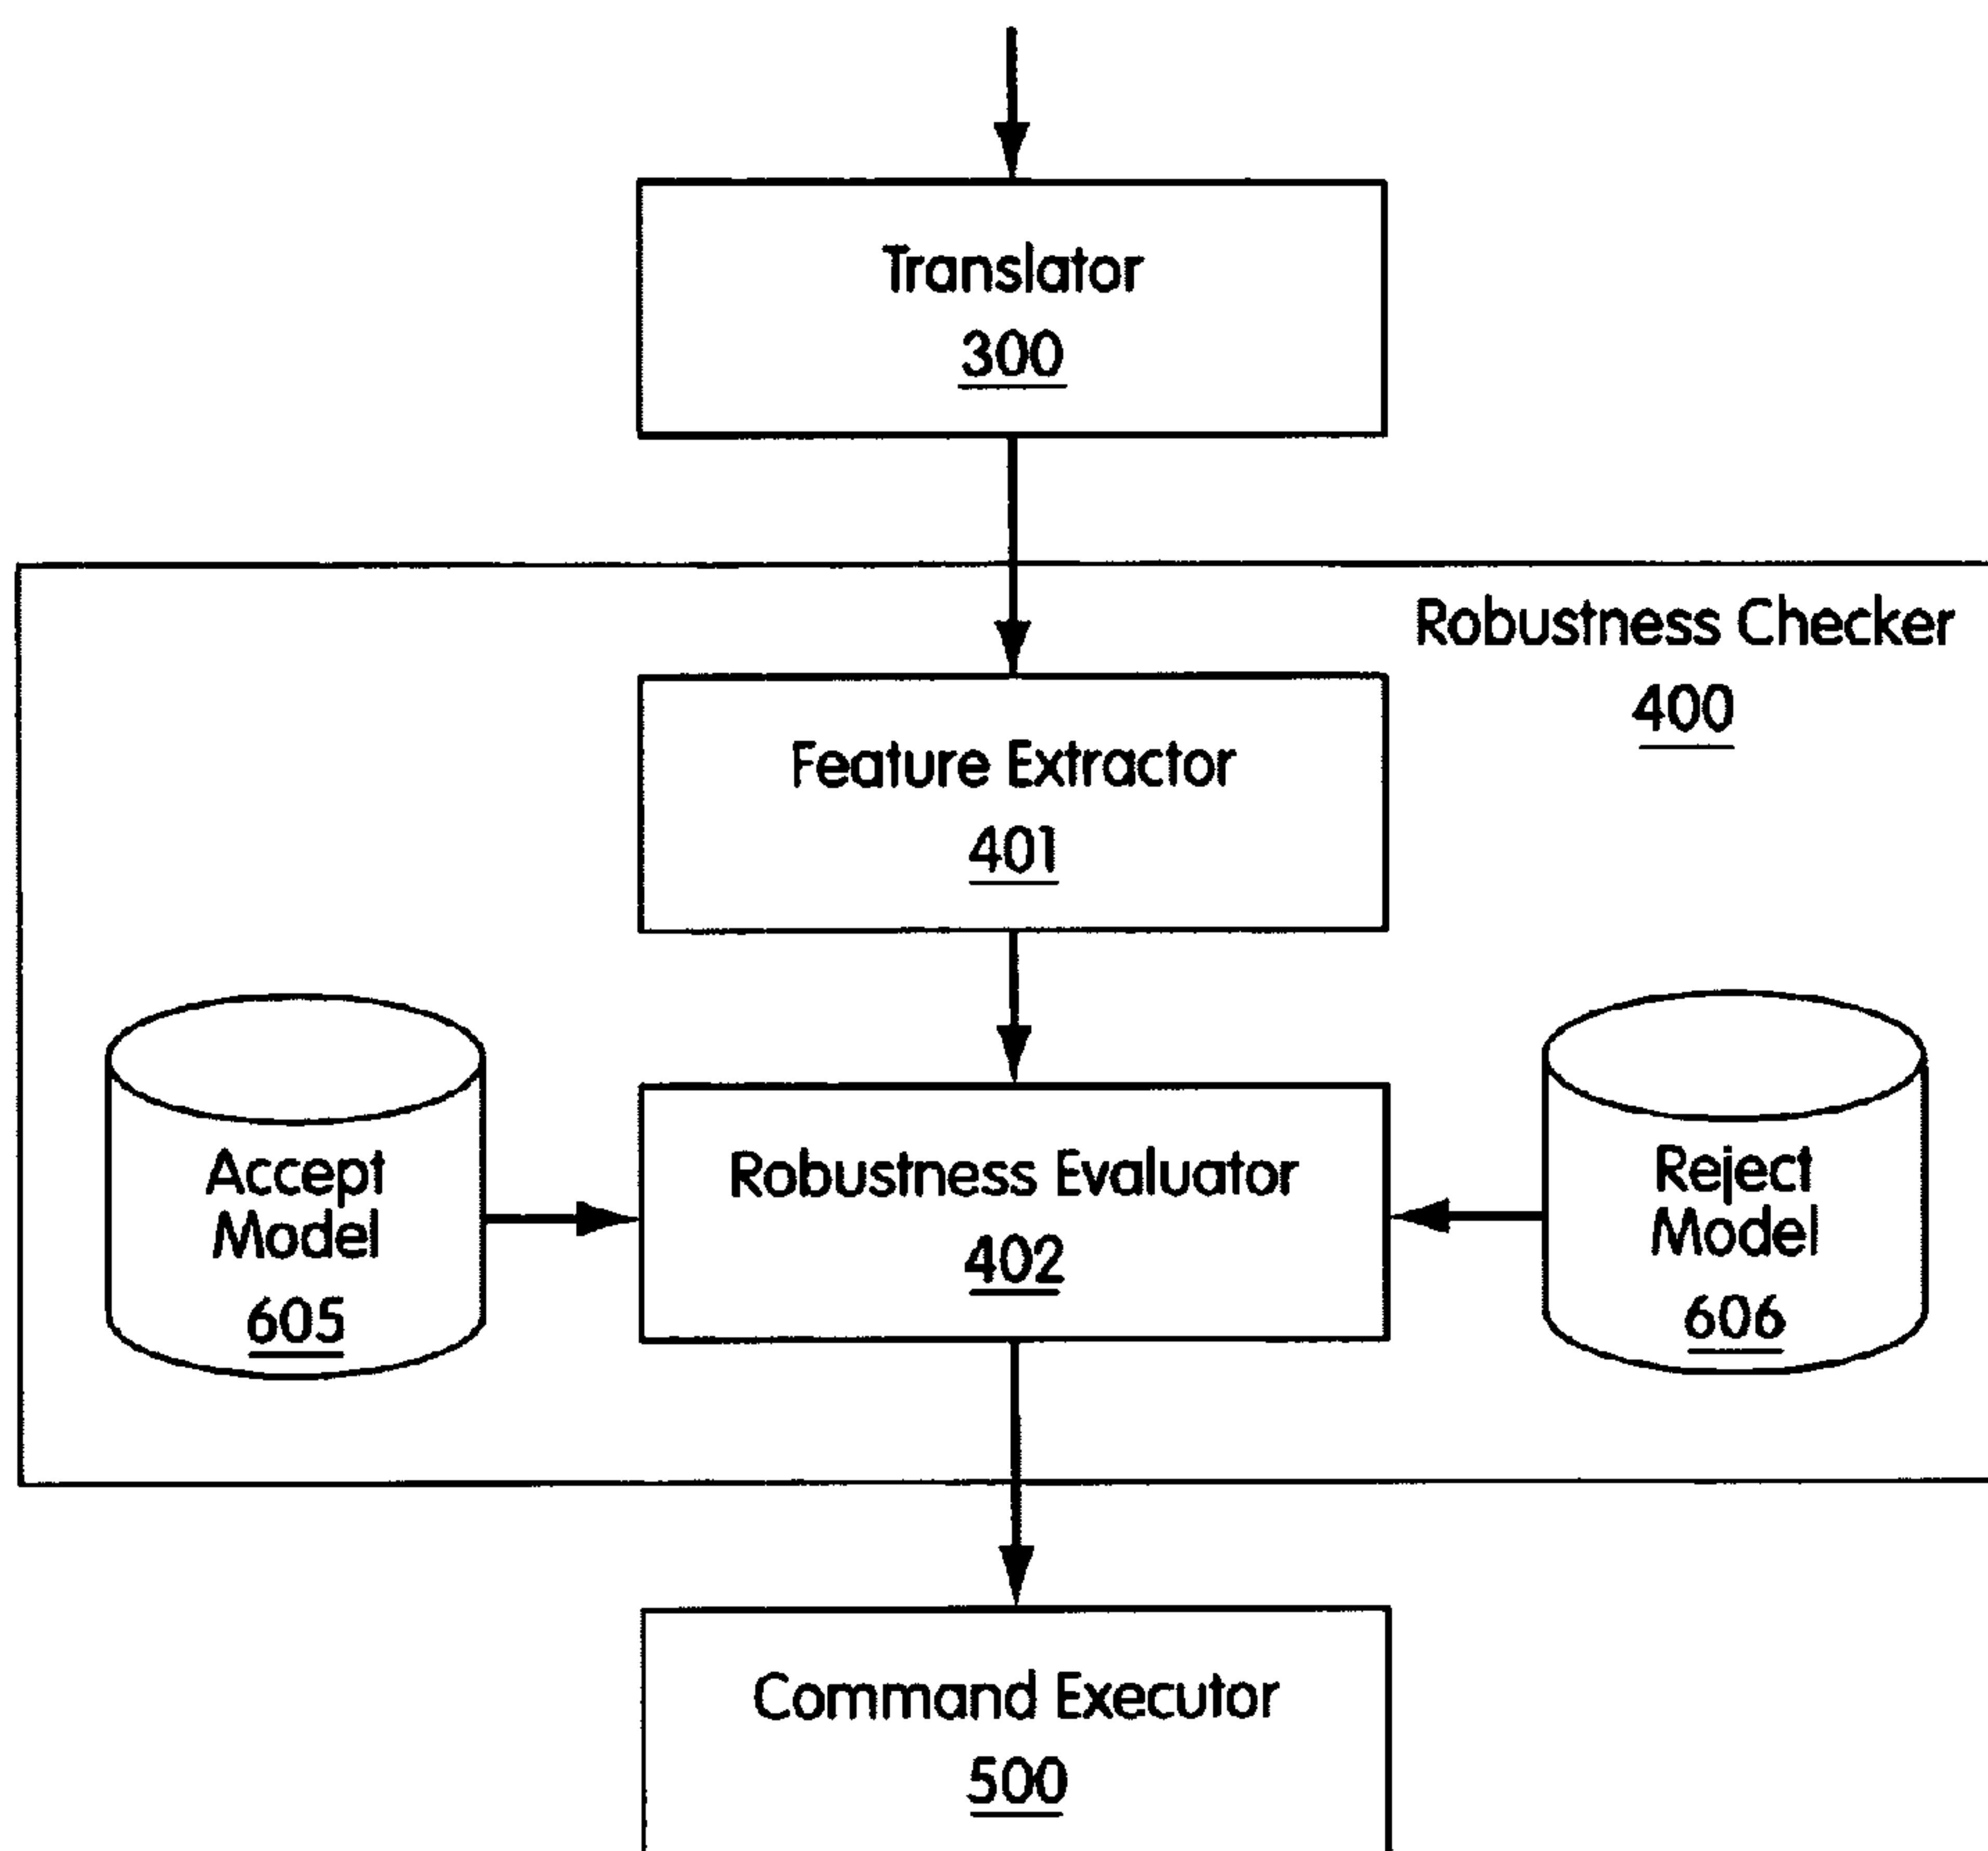 Translator
300
Robustness Checker
400
Feature Extractor
401
Accept
Model
605
Robustness Evaluator
402
Reject
Model
606
Command Executor
500